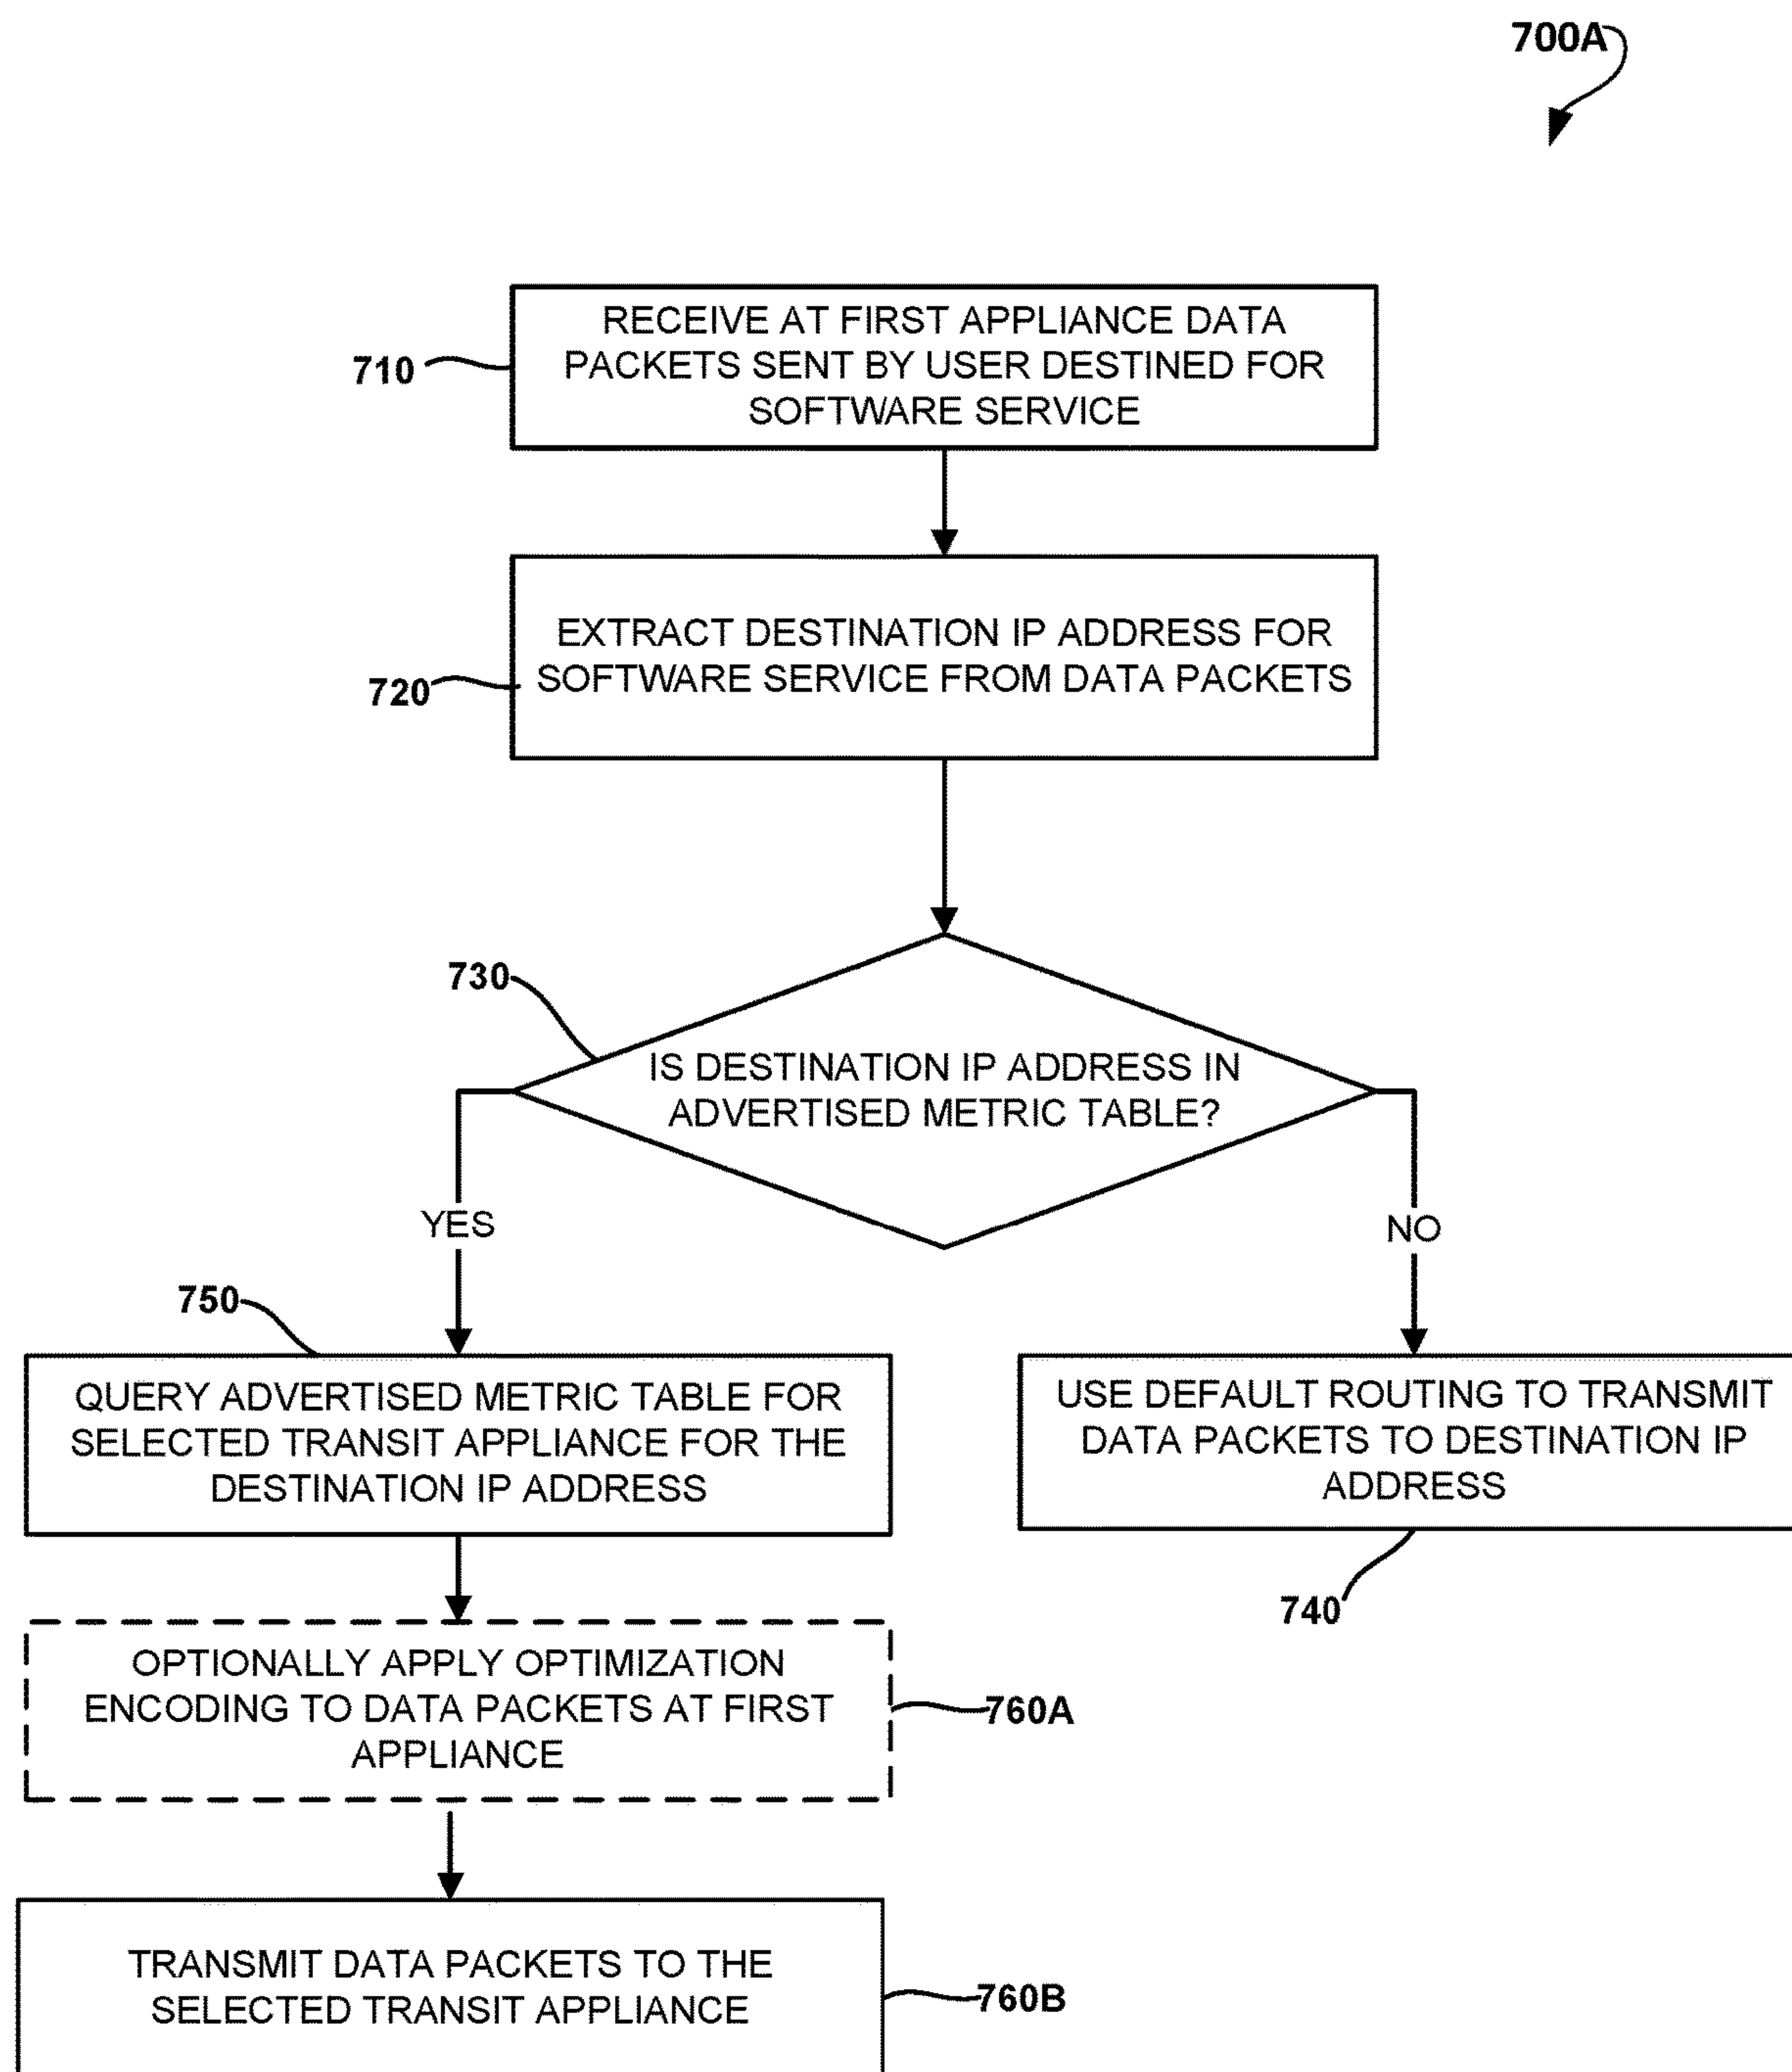 700A
RECEIVE AT FIRST APPLIANCE DATA
PACKETS SENT BY USER DESTINED FOR
SOFTWARE SERVICE
710
EXTRACT DESTINATION IP ADDRESS FOR
SOFTWARE SERVICE FROM DATA PACKETS
720
730
IS DESTINATION IP ADDRESS IN
ADVERTISED METRIC TABLE?
YES
NO
750
QUERY ADVERTISED METRIC TABLE FOR
SELECTED TRANSIT APPLIANCE FOR THE
DESTINATION IP ADDRESS
USE DEFAULT ROUTING TO TRANSMIT
DATA PACKETS TO DESTINATION IP
ADDRESS
740
OPTIONALLY APPLY OPTIMIZATION
ENCODING TO DATA PACKETS AT FIRST
APPLIANCE
760A
TRANSMIT DATA PACKETS TO THE
SELECTED TRANSIT APPLIANCE
760B